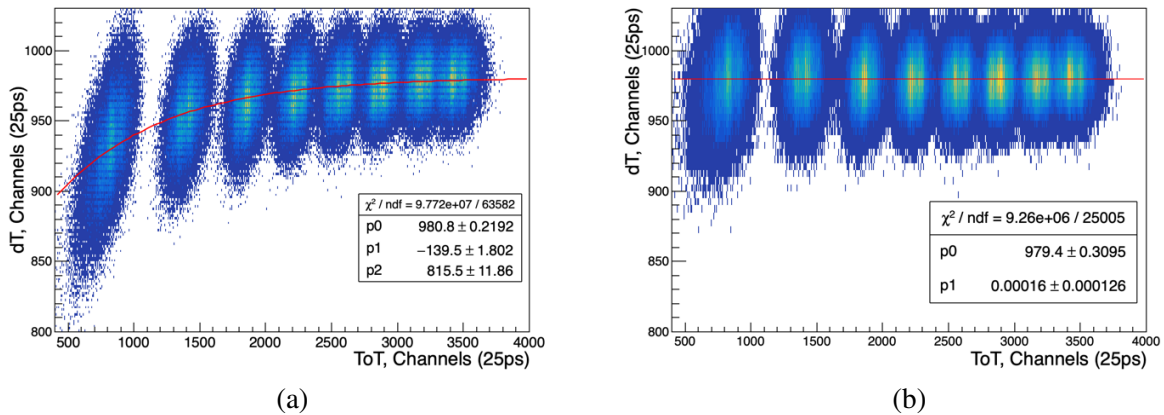 dT, Channels (25ps)
1000
950
900
850
800
χ² / ndf = 9.772e+07 / 63582
p0 980.8 ± 0.2192
p1 −139.5 ± 1.802
p2 815.5 ± 11.86
500 1000 1500 2000 2500 3000 3500 4000
ToT, Channels (25ps)
(a)
dT, Channels (25ps)
1000
950
900
850
800
χ² / ndf = 9.26e+06 / 25005
p0 979.4 ± 0.3095
p1 0.00016 ± 0.000126
500 1000 1500 2000 2500 3000 3500 4000
ToT, Channels (25ps)
(b)